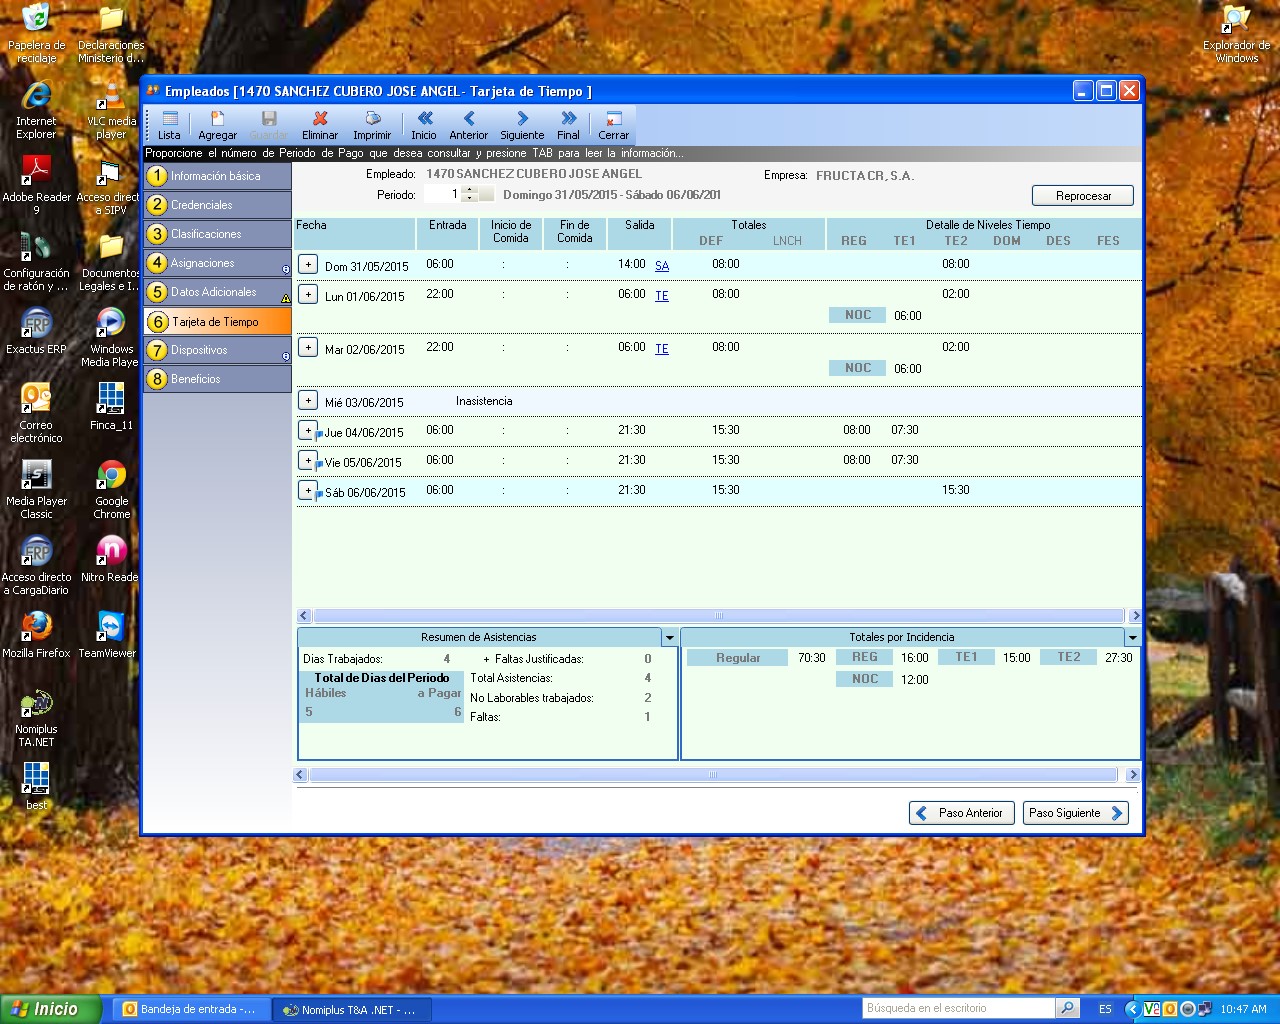 Papelera de reciclaje
Declaraciones Ministerio d...
Explorador de Windows
Internet Explorer
VLC media player
Adobe Reader 9
Acceso direct a SIPV
Configuración de ratón y ...
Documentos Legales e I...
Exactus ERP
Windows Media Playe
Correo electrónico
Finca_11
Media Player Classic
Google Chrome
Acceso directo a CargaDiario
Nitro Reade
Mozilla Firefox
TeamViewer
Nomiplus TA.NET
best
Empleados [1470 SANCHEZ CUBERO JOSE ANGEL- Tarjeta de Tiempo ]
Lista Agregar Guardar Eliminar Imprimir Inicio Anterior Siguiente Final Cerrar
Proporcione el número de Periodo de Pago que desea consultar y presione TAB para leer la información...
1 Información básica
2 Credenciales
3 Clasificaciones
4 Asignaciones
5 Datos Adicionales
6 Tarjeta de Tiempo
7 Dispositivos
8 Beneficios
Empleado: 1470 SANCHEZ CUBERO JOSE ANGEL Empresa: FRUCTA CR, S.A.
Periodo: 1 Domingo 31/05/2015 - Sábado 06/06/201
Reprocesar
Fecha Entrada Inicio de Comida Fin de Comida Salida Totales Detalle de Niveles Tiempo
DEF LNCH REG TE1 TE2 DOM DES FES
+ Dom 31/05/2015 06:00 : : 14:00 SA 08:00 08:00
+ Lun 01/06/2015 22:00 : : 06:00 TE 08:00 02:00
NOC 06:00
+ Mar 02/06/2015 22:00 : : 06:00 TE 08:00 02:00
NOC 06:00
+ Mié 03/06/2015 Inasistencia
+ Jue 04/06/2015 06:00 : : 21:30 15:30 08:00 07:30
+ Vie 05/06/2015 06:00 : : 21:30 15:30 08:00 07:30
+ Sáb 06/06/2015 06:00 : : 21:30 15:30 15:30
Resumen de Asistencias
Dias Trabajados: 4 + Faltas Justificadas: 0
Total de Dias del Periodo Total Asistencias: 4
Hábiles a Pagar No Laborables trabajados: 2
5 6 Faltas: 1
Totales por Incidencia
Regular 70:30 REG 16:00 TE1 15:00 TE2 27:30
NOC 12:00
Paso Anterior Paso Siguiente
Inicio
Bandeja de entrada -...
Nomiplus T&A .NET - ...
Búsqueda en el escritorio
ES
10:47 AM